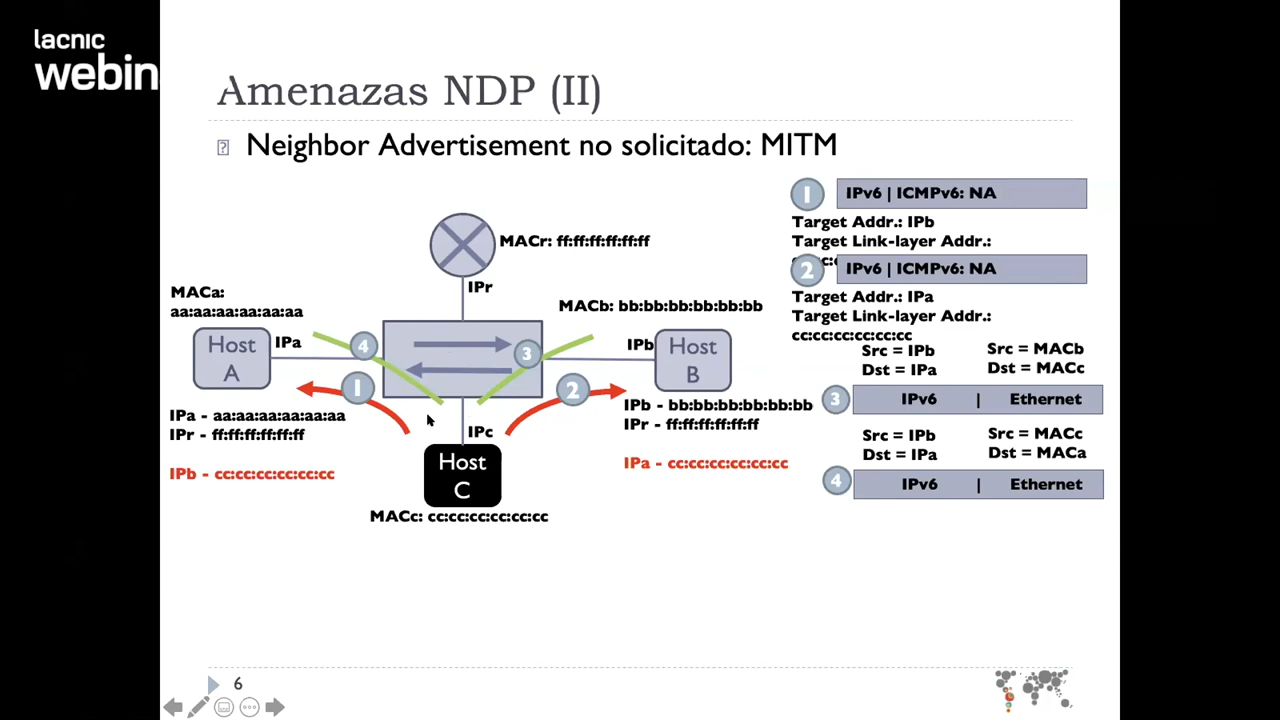 lacnic
webin
Amenazas NDP (II)
Neighbor Advertisement no solicitado: MITM
MACr: ff:ff:ff:ff:ff:ff
IPr
MACa:
aa:aa:aa:aa:aa:aa
MACb: bb:bb:bb:bb:bb:bb
Host
A
IPa
4
3
IPb
Host
B
1
2
IPa - aa:aa:aa:aa:aa:aa
IPr - ff:ff:ff:ff:ff:ff
IPb - cc:cc:cc:cc:cc:cc
IPc
IPb - bb:bb:bb:bb:bb:bb
IPr - ff:ff:ff:ff:ff:ff
IPa - cc:cc:cc:cc:cc:cc
Host
C
MACc: cc:cc:cc:cc:cc:cc
1 IPv6 | ICMPv6: NA
Target Addr.: IPb
Target Link-layer Addr.:
2 IPv6 | ICMPv6: NA
Target Addr.: IPa
Target Link-layer Addr.:
cc:cc:cc:cc:cc:cc
Src = IPb Src = MACb
Dst = IPa Dst = MACc
3 IPv6 | Ethernet
Src = IPb Src = MACc
Dst = IPa Dst = MACa
4 IPv6 | Ethernet
6